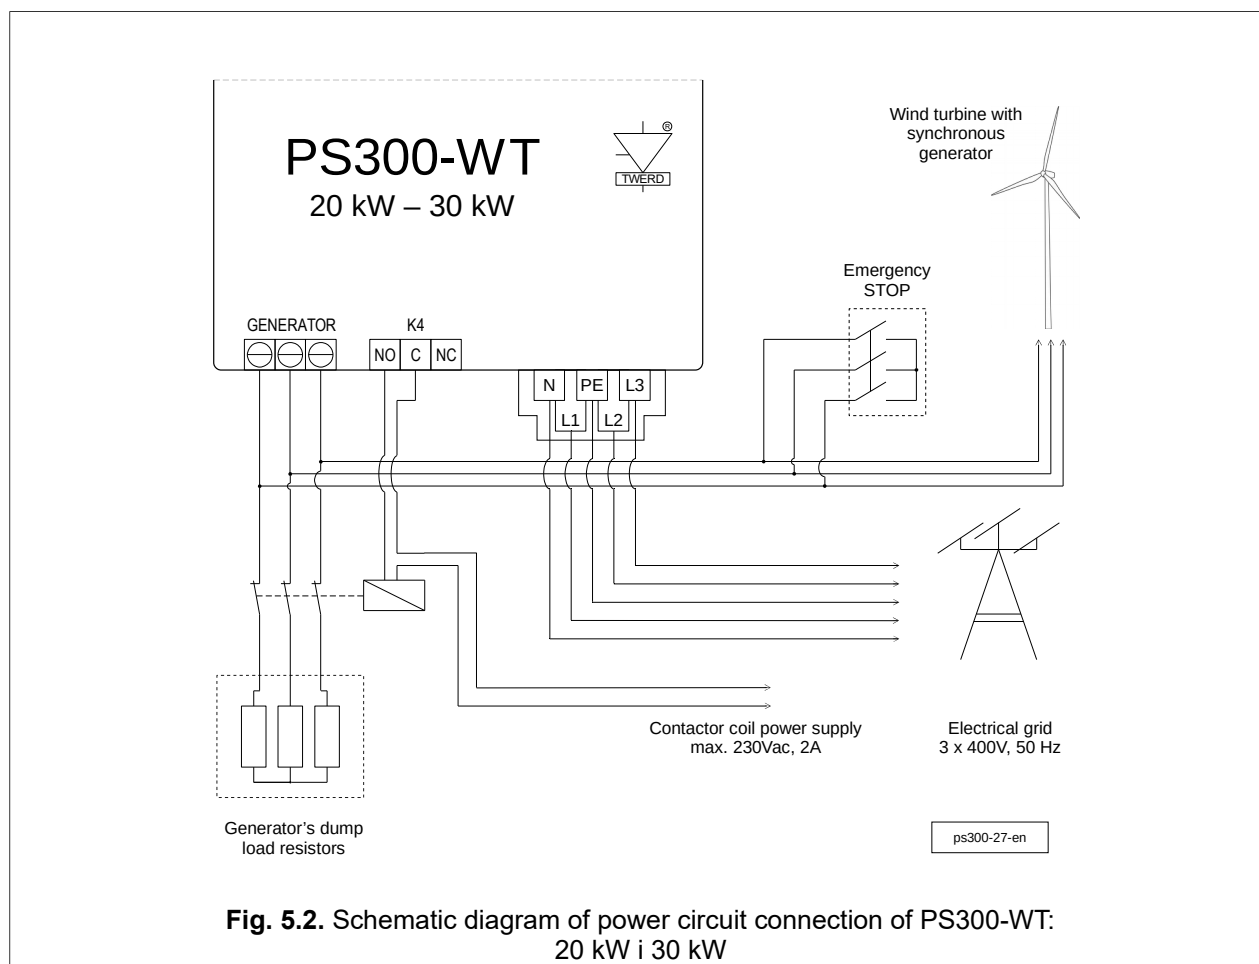 PS300-WT
20 kW – 30 kW
®
TWERD
Wind turbine with
synchronous
generator
Emergency
STOP
GENERATOR
K4
NO C NC
N PE L3
L1 L2
Contactor coil power supply
max. 230Vac, 2A
Electrical grid
3 x 400V, 50 Hz
Generator’s dump
load resistors
ps300-27-en
Fig. 5.2. Schematic diagram of power circuit connection of PS300-WT:
20 kW i 30 kW